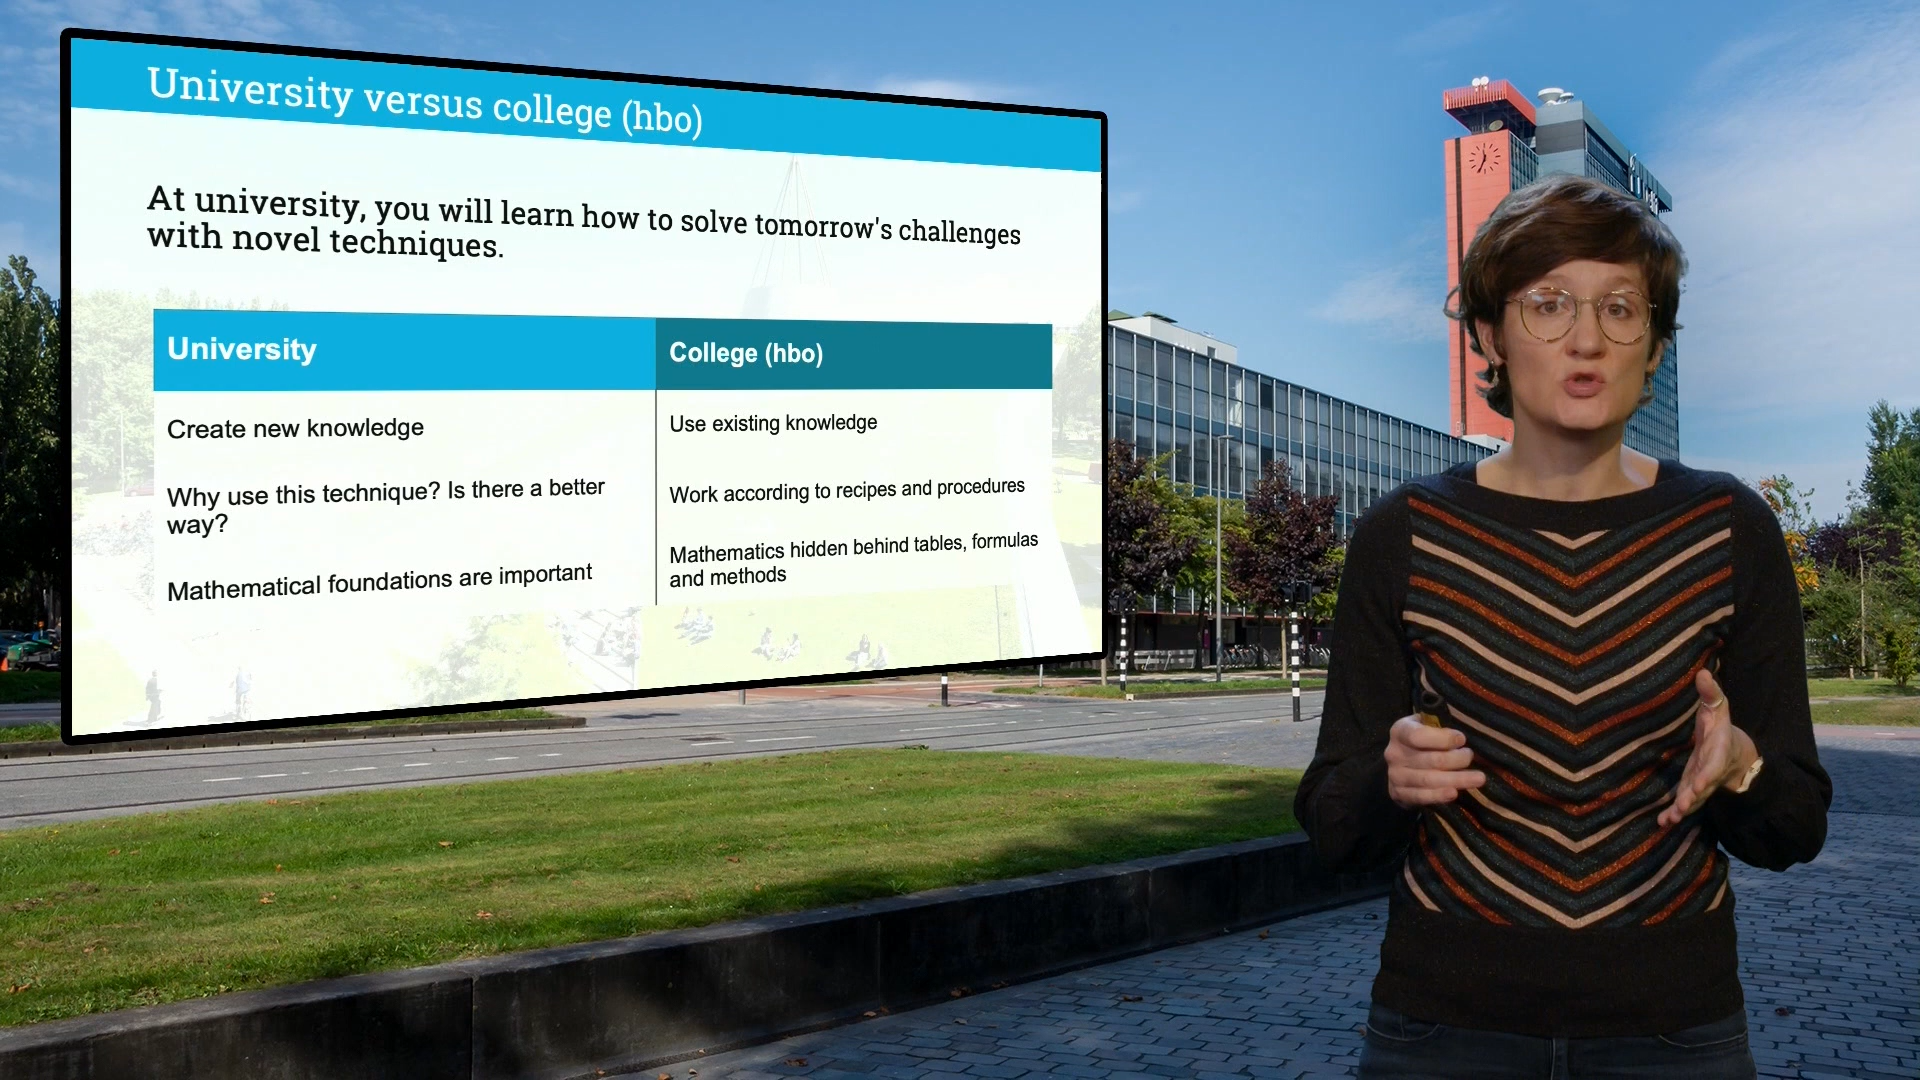 University versus college (hbo)
At university, you will learn how to solve tomorrow's challenges
with novel techniques.
University
College (hbo)
Create new knowledge
Use existing knowledge
Why use this technique? Is there a better
way?
Work according to recipes and procedures
Mathematical foundations are important
Mathematics hidden behind tables, formulas
and methods